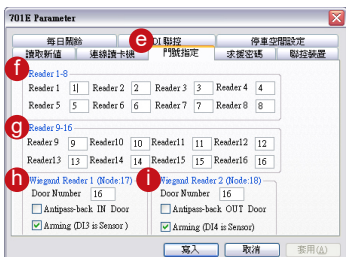 701E Parameter
每日開始 e DI 聯控 停車空間設定
讀取新值 連線讀卡機 門號指定 求援密碼 聯控裝置
f
Reader 1-8
Reader 1 1 Reader 2 2 Reader 3 3 Reader 4 4
Reader 5 5 Reader 6 6 Reader 7 7 Reader 8 8
g
Reader 9-16
Reader 9 9 Reader10 10 Reader11 11 Reader12 12
Reader13 13 Reader14 14 Reader15 15 Reader16 16
h Wiegand Reader 1 (Node:17) i Wiegand Reader 2 (Node:18)
Door Number 16 Door Number 16
Antipass-back IN Door Antipass-back OUT Door
Arming (DI3 is Sensor) Arming (DI4 is Sensor)
寫入 取消 套用(A)